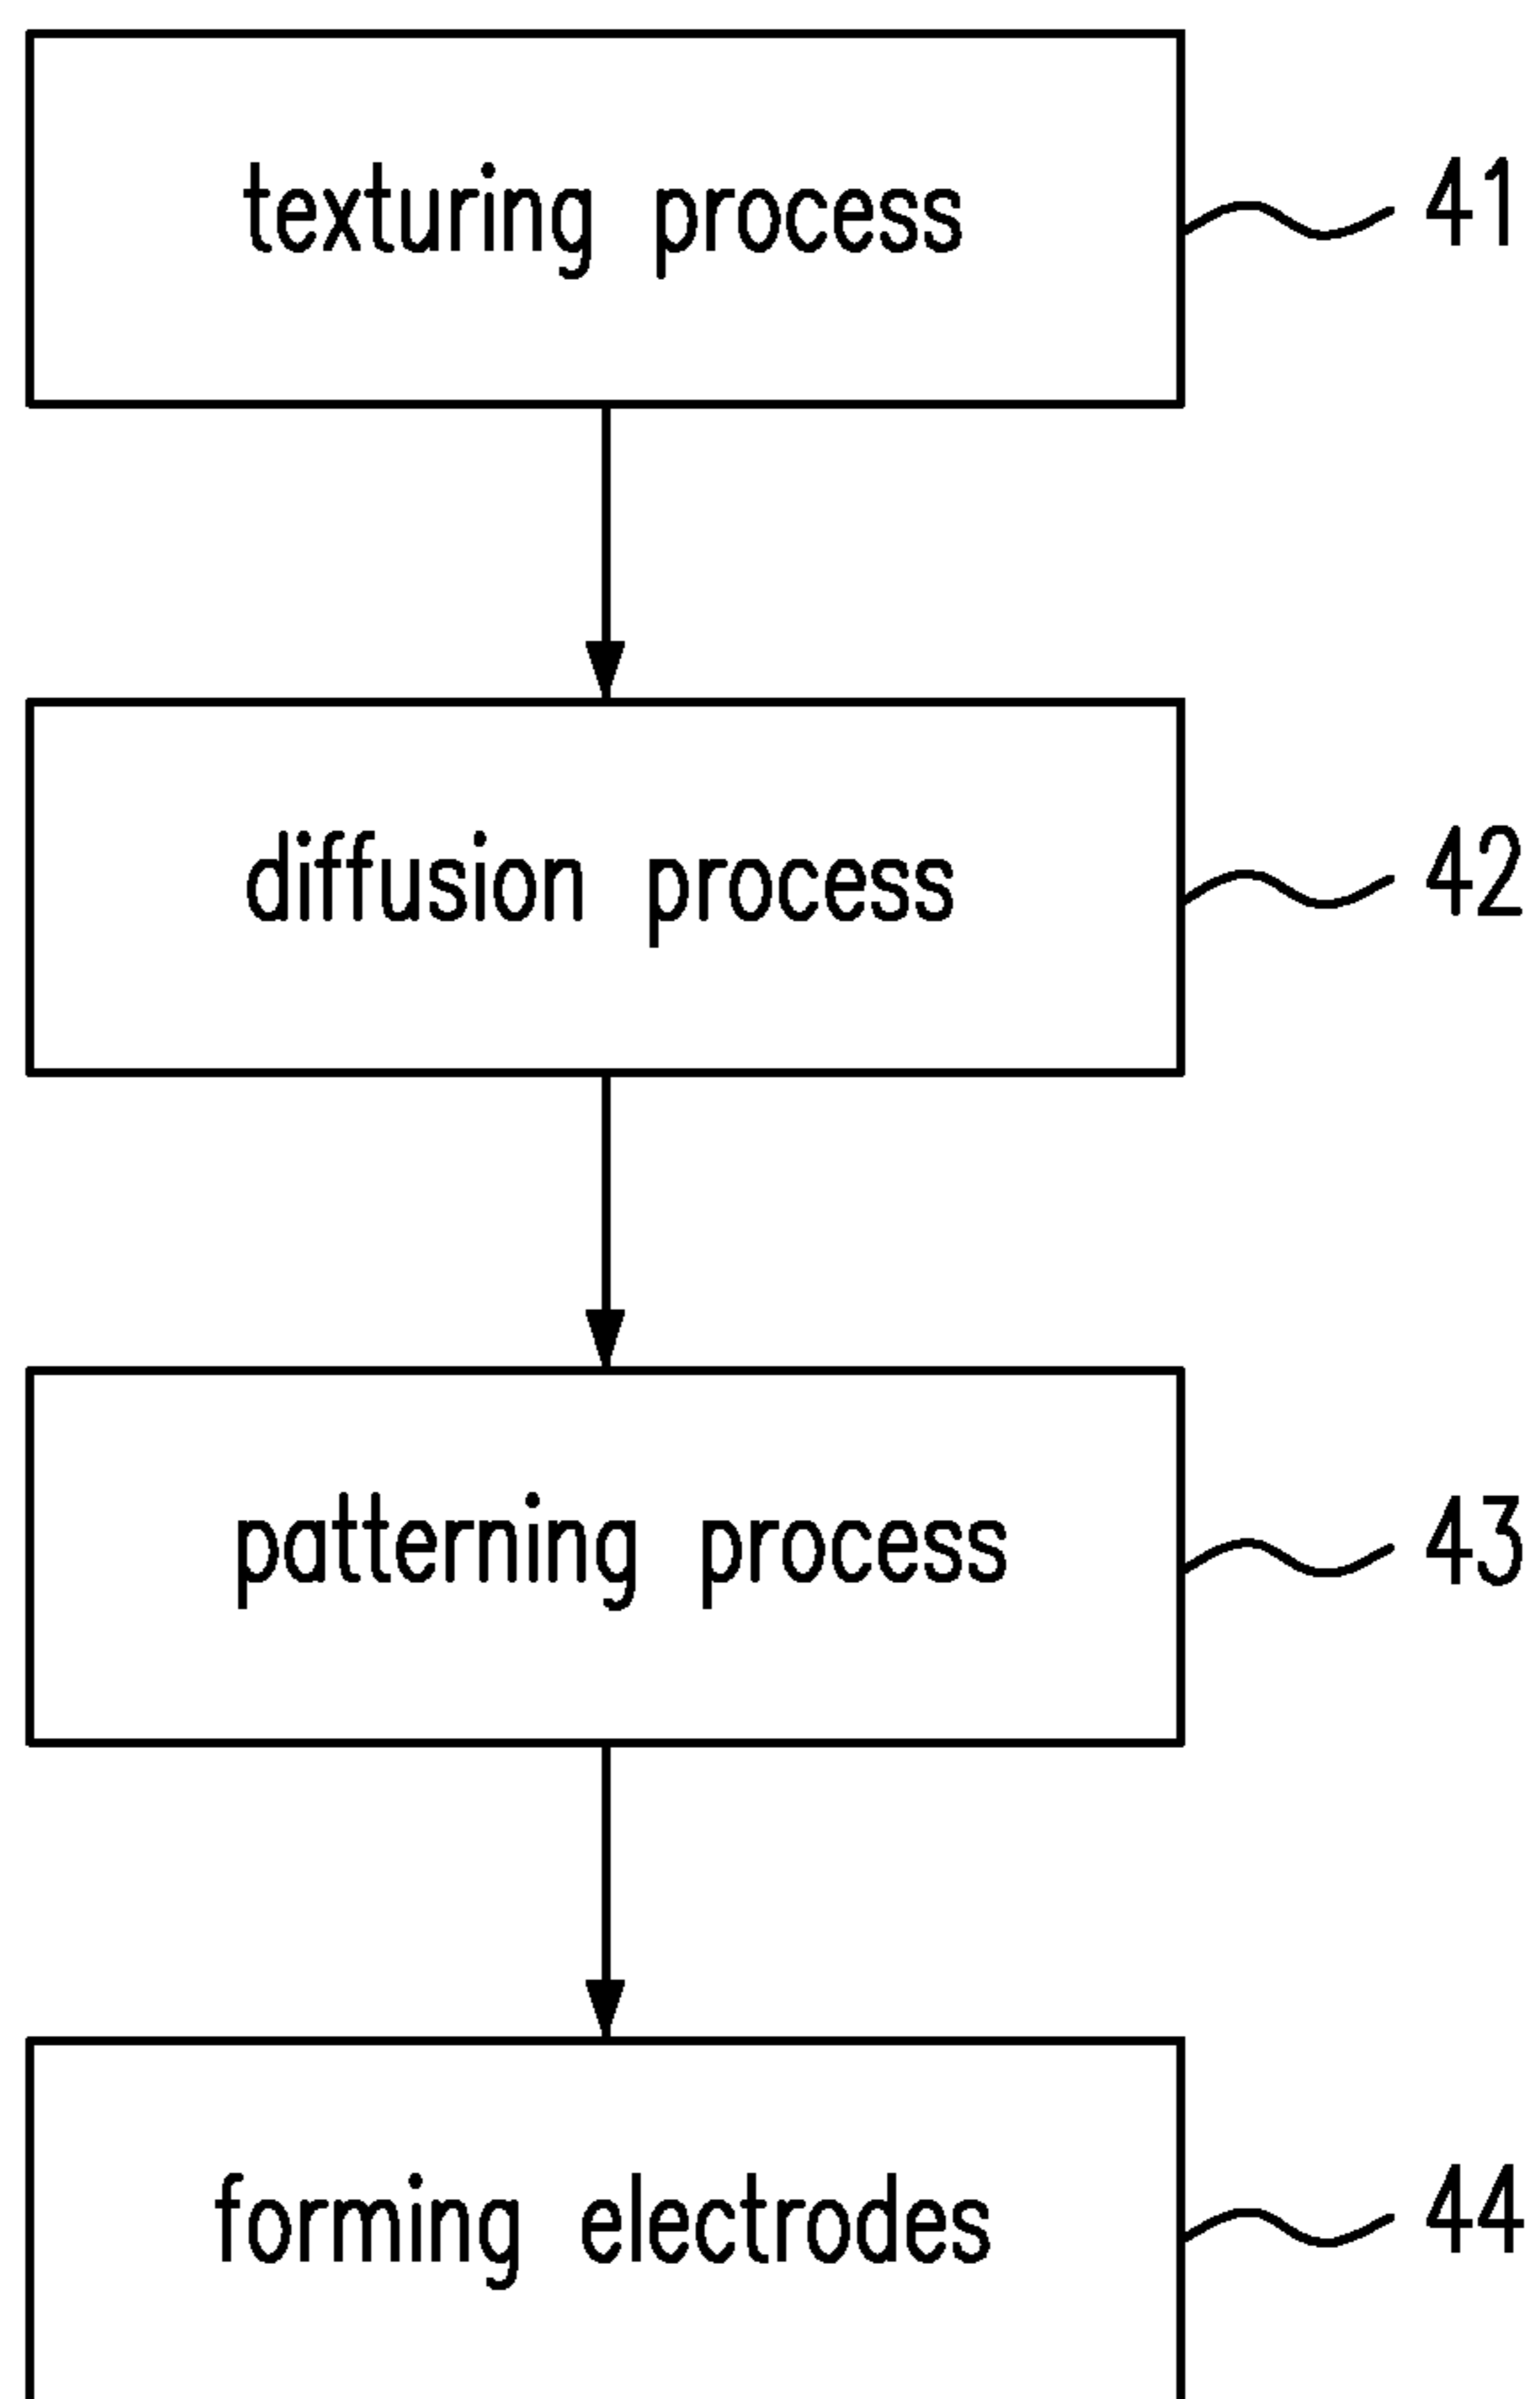 texturing process 41
diffusion process 42
patterning process 43
forming electrodes 44